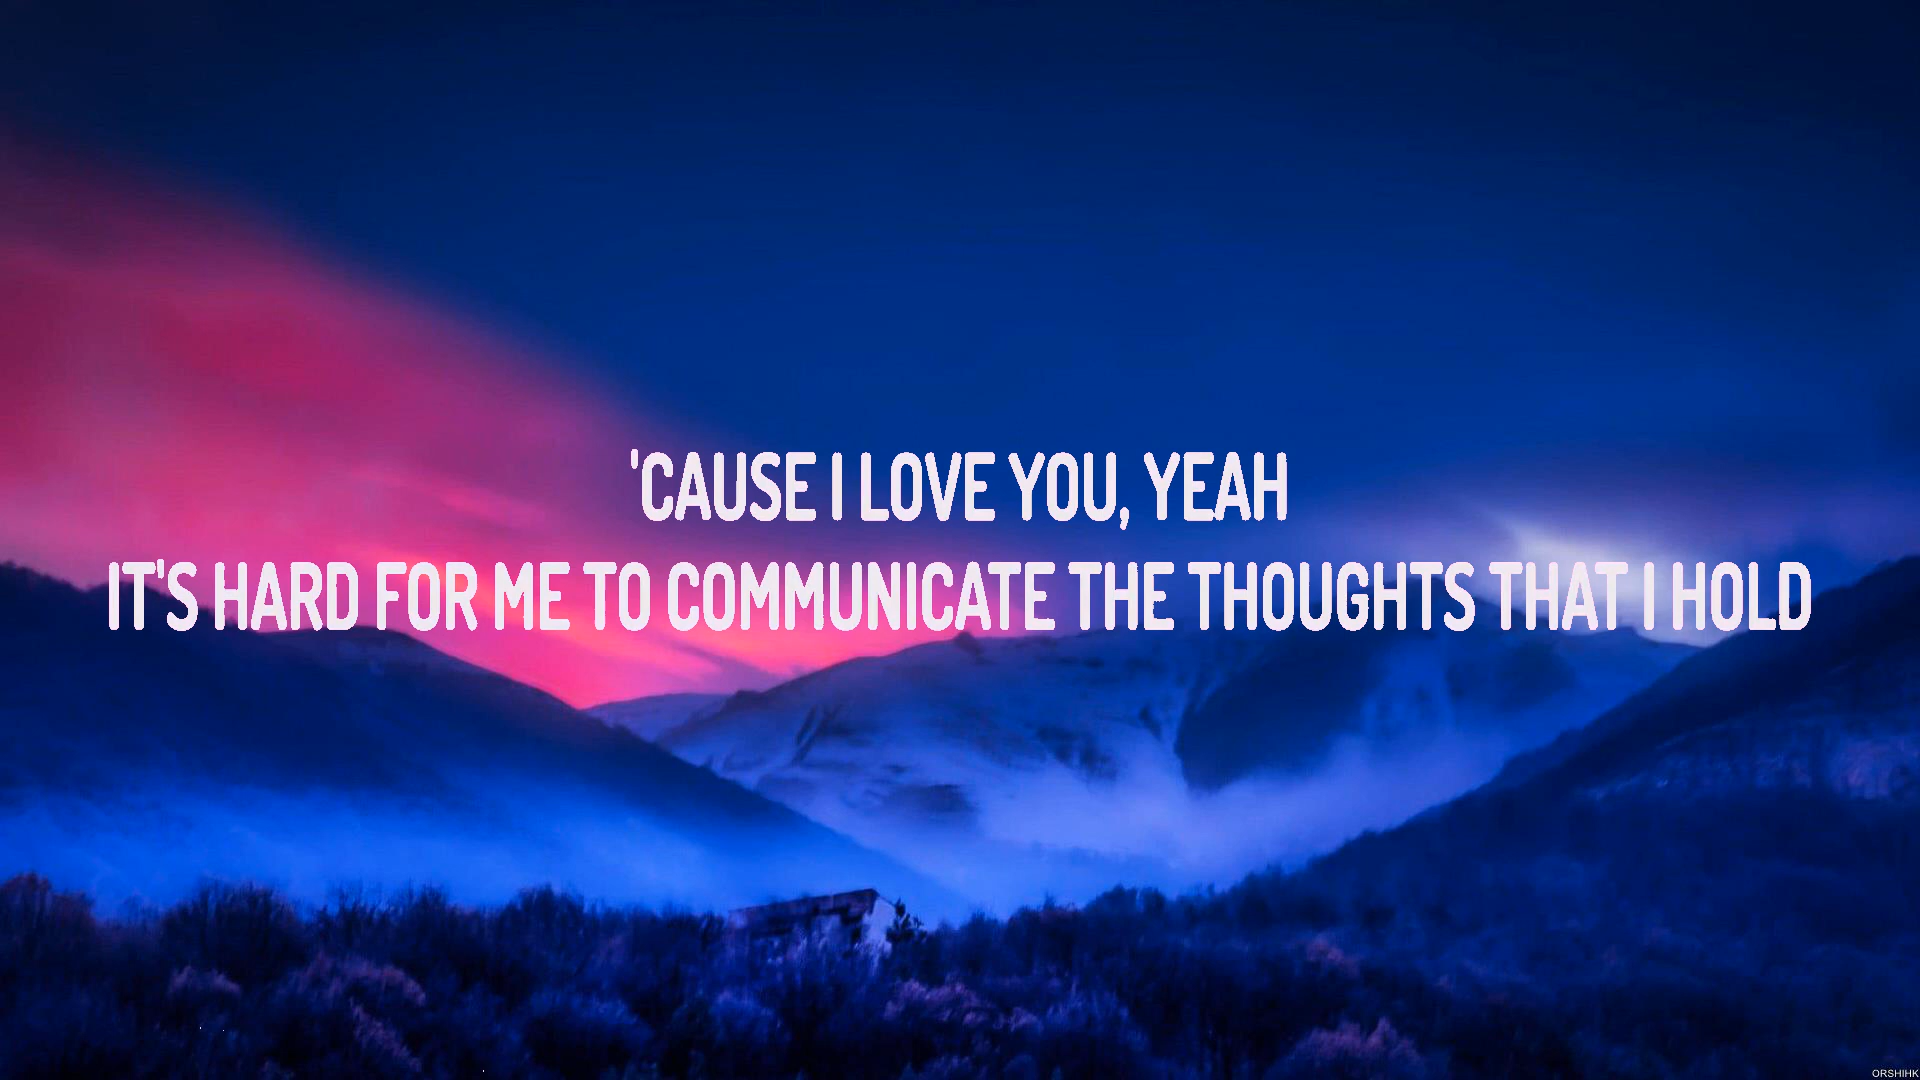 'CAUSE I LOVE YOU, YEAH
IT'S HARD FOR ME TO COMMUNICATE THE THOUGHTS THAT I HOLD
ORSHIHK